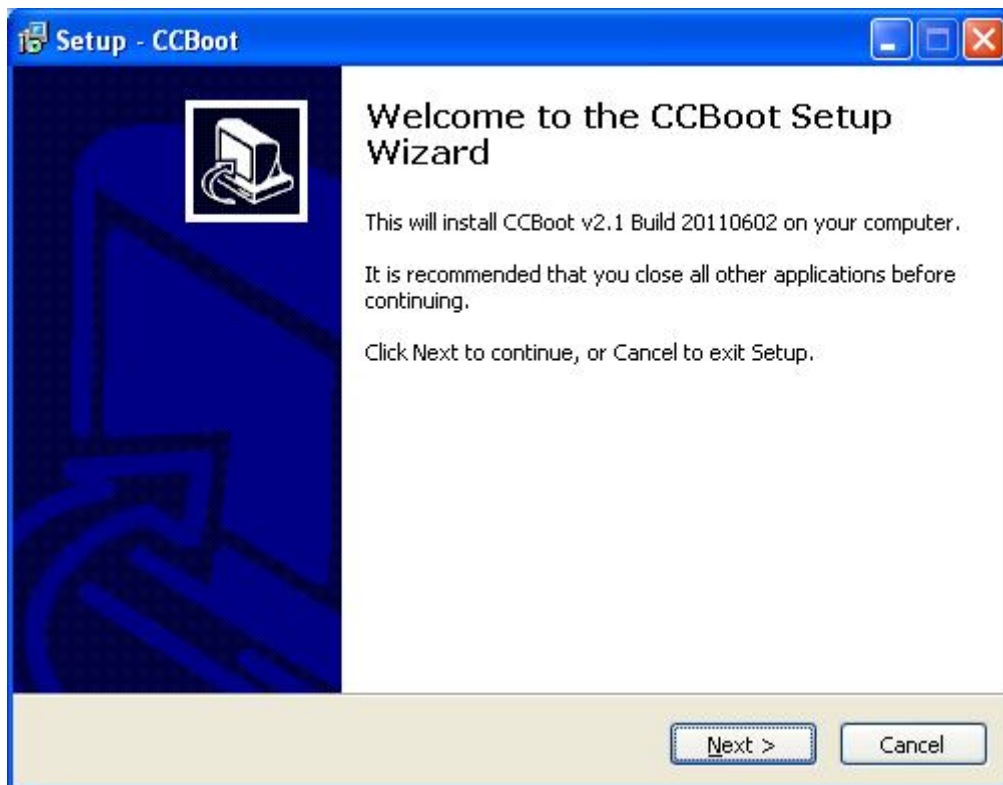 Setup - CCBoot
Welcome to the CCBoot Setup
Wizard
This will install CCBoot v2.1 Build 20110602 on your computer.
It is recommended that you close all other applications before
continuing.
Click Next to continue, or Cancel to exit Setup.
Next >
Cancel